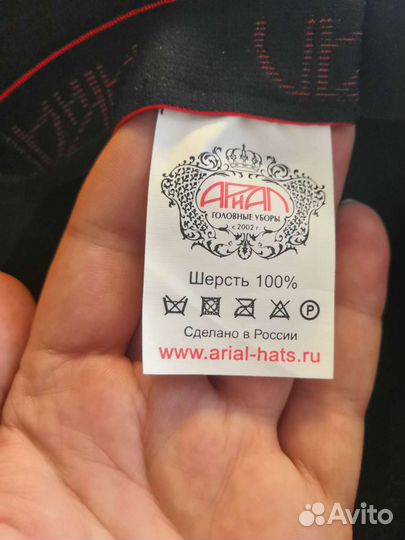 АРиАЛ
ГОЛОВНЫЕ УБОРЫ
с 2002 г.
Шерсть 100%
P
Сделано в России
www.arial-hats.ru
Avito